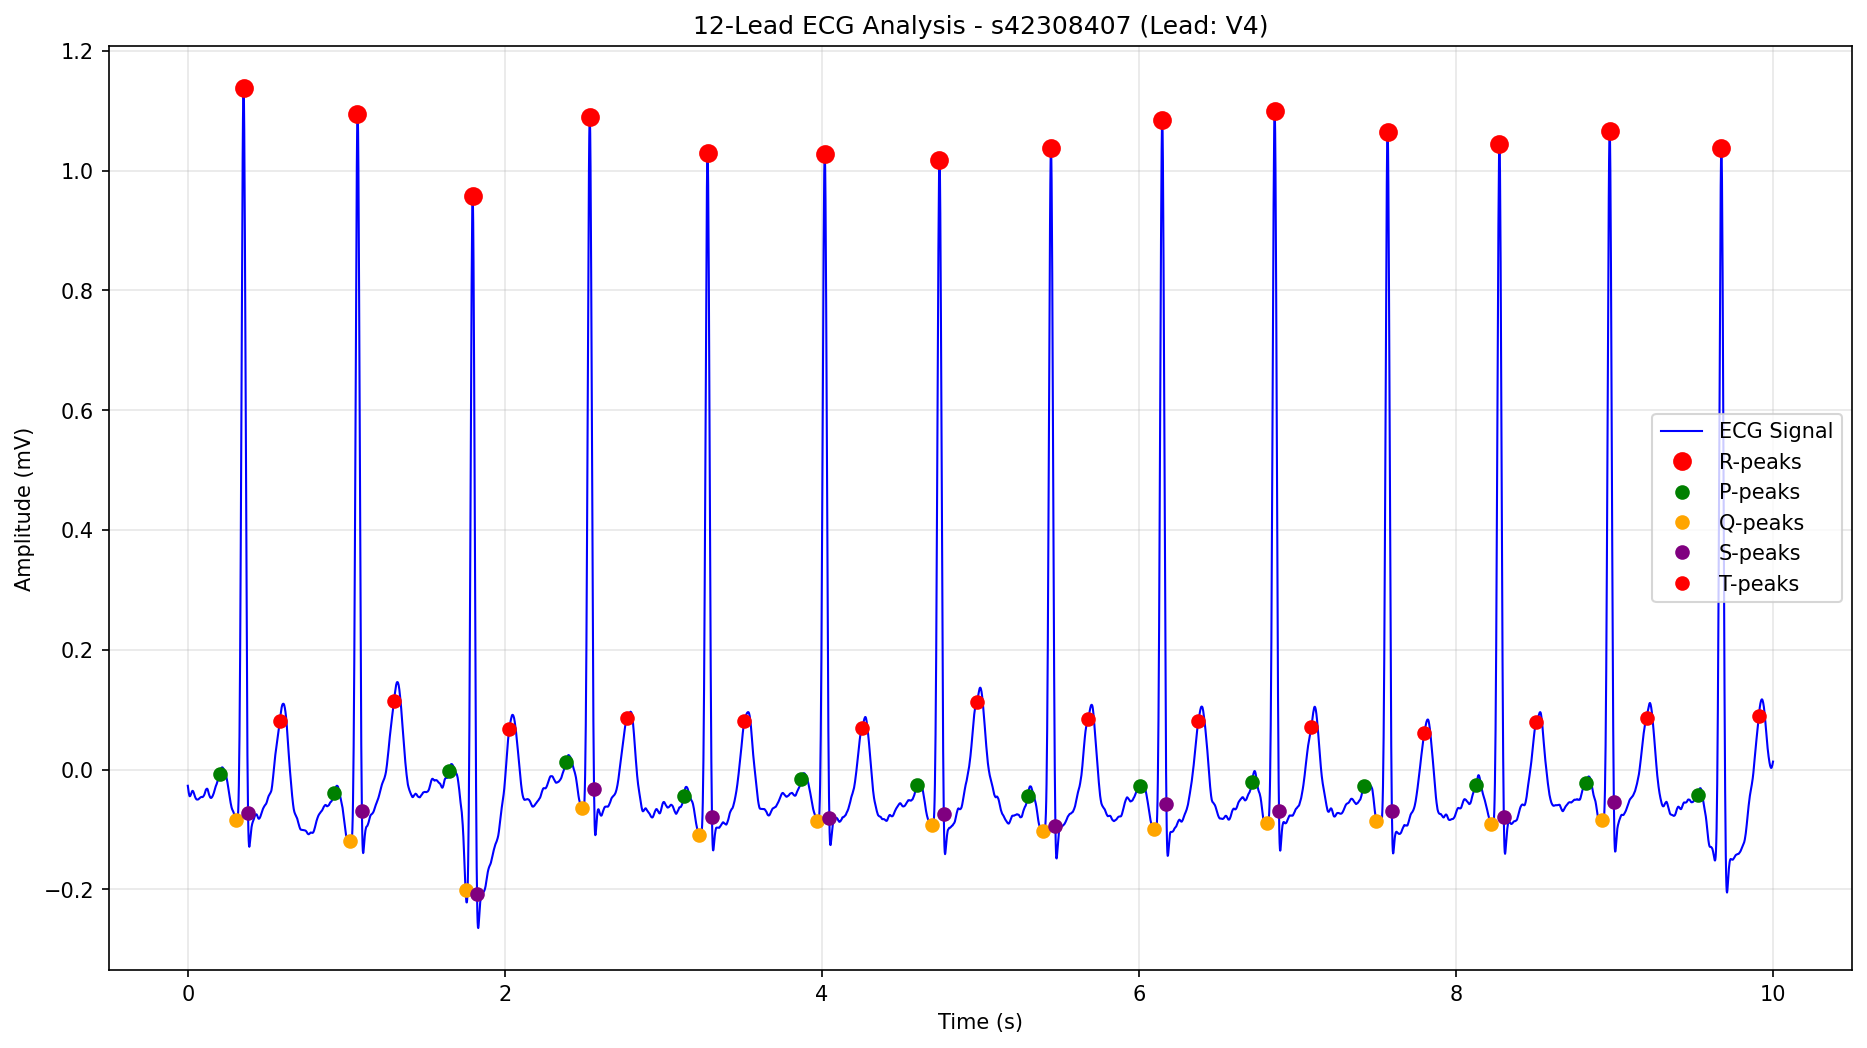 12-Lead ECG Analysis - s42308407 (Lead: V4)
1.2
1.0
0.8
0.6
0.4
0.2
0.0
−0.2
Amplitude (mV)
ECG Signal
R-peaks
P-peaks
Q-peaks
S-peaks
T-peaks
0 2 4 6 8 10
Time (s)